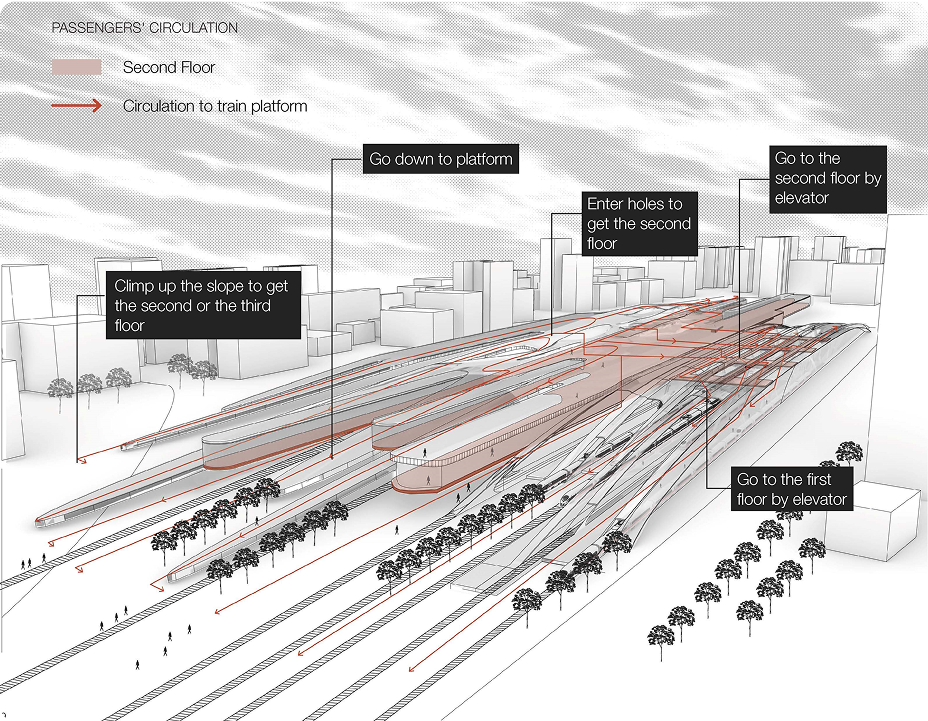 PASSENGERS' CIRCULATION
Second Floor
Circulation to train platform
Go down to platform
Go to the
second floor by
elevator
Enter holes to
get the second
floor
Climp up the slope to get
the second or the third
floor
Go to the first
floor by elevator